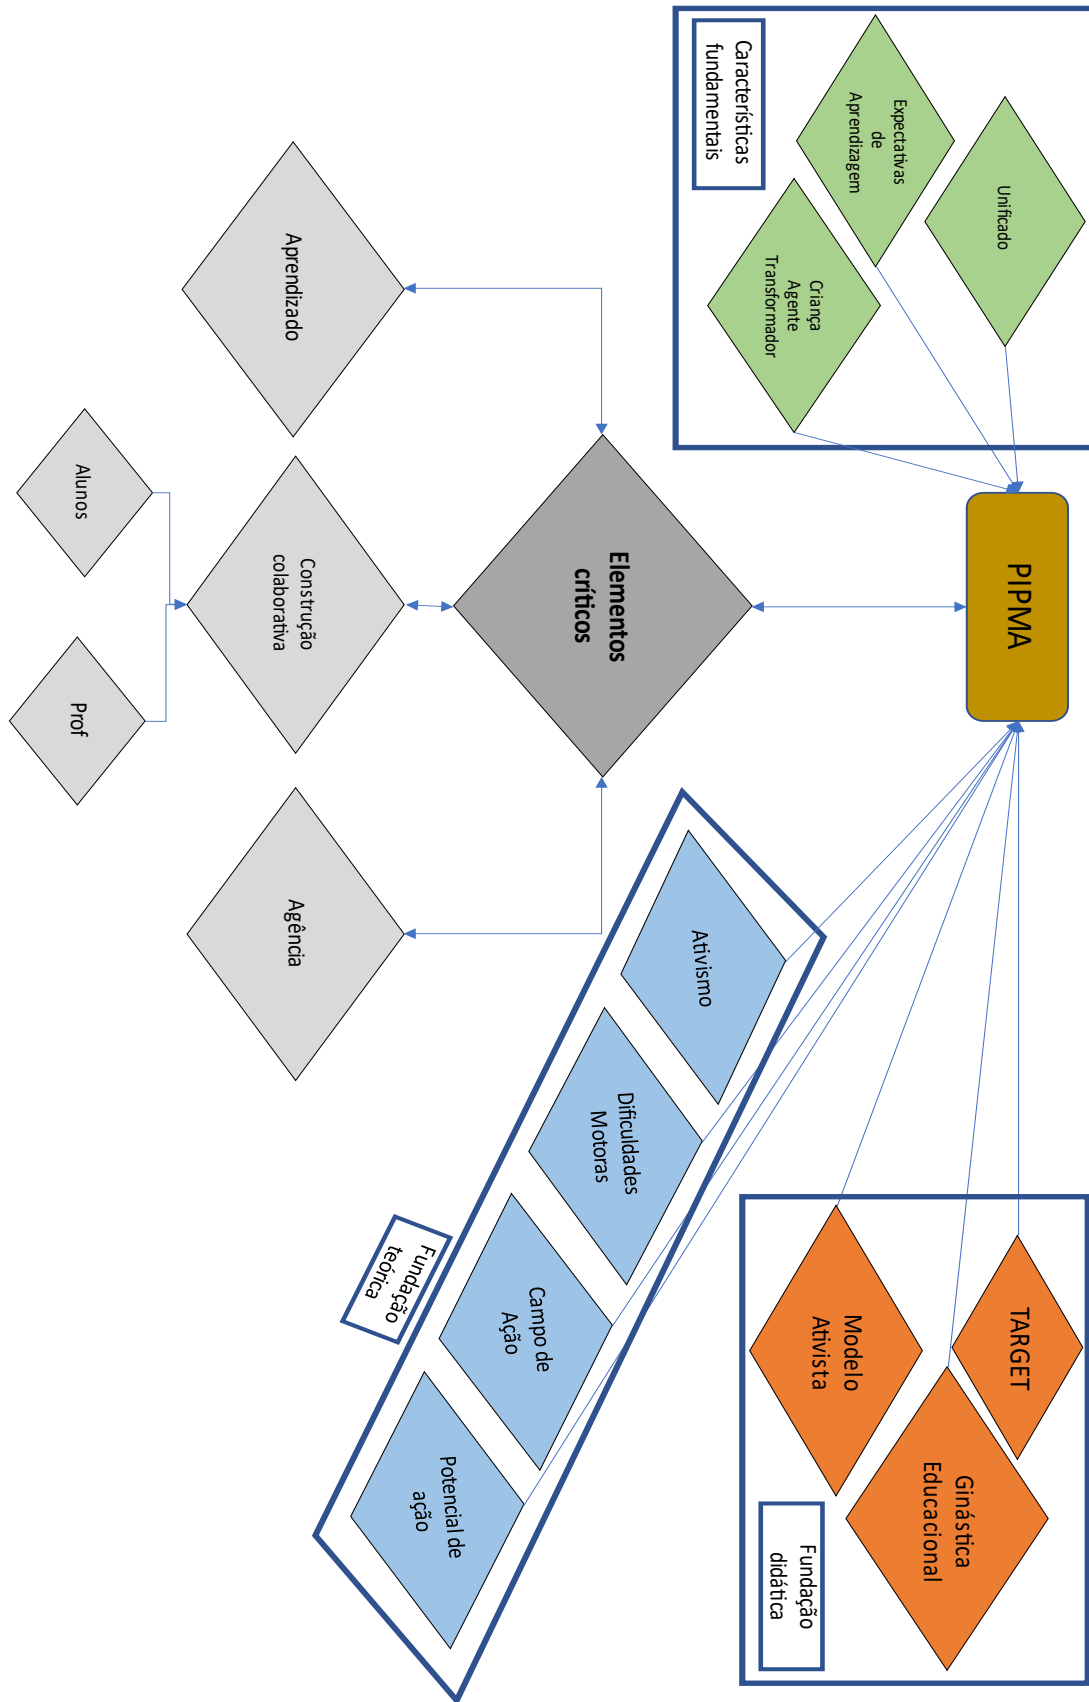 Unificado
Expectativas
de
Aprendizagem
Criança
Agente
Transformador
Características
fundamentais
PIPMA
TARGET
Ginástica
Educacional
Modelo
Ativista
Fundação
didática
Elementos
críticos
Ativismo
Dificuldades
Motoras
Campo de
Ação
Potencial de
ação
Fundação
teórica
Aprendizado
Construção
colaborativa
Agência
Alunos
Prof